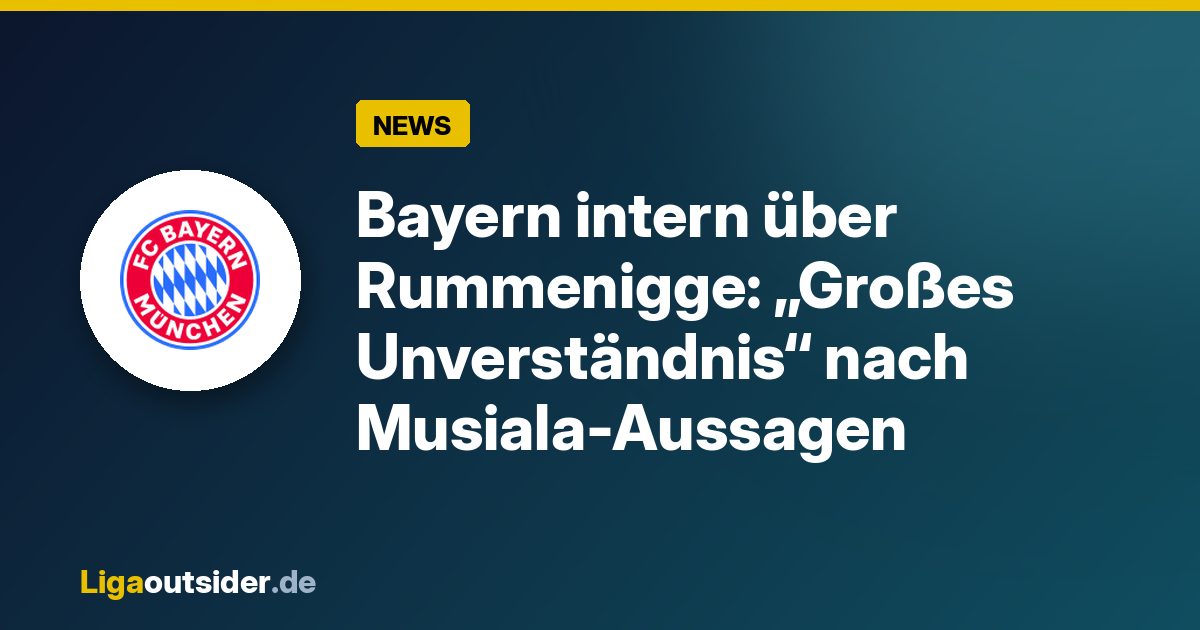 NEWS
Bayern intern über
Rummenigge: „Großes
Unverständnis“ nach
Musiala-Aussagen
FC BAYERN
MÜNCHEN
Ligaoutsider.de